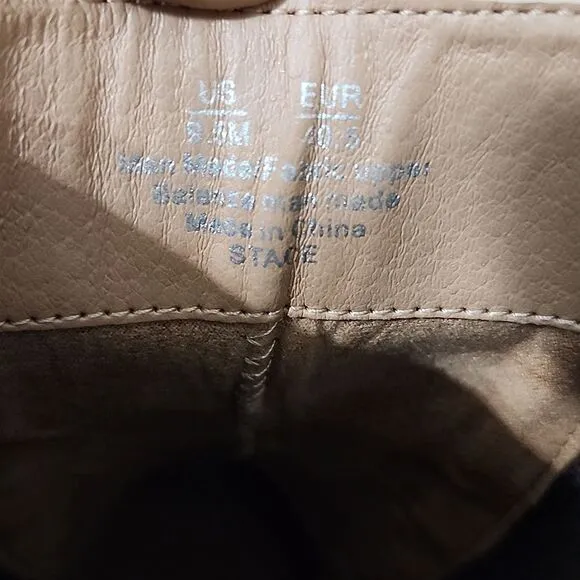 US EUR
9.5M 40.5
Man Made/Fabric upper
Balance man made
Made in China
STACE